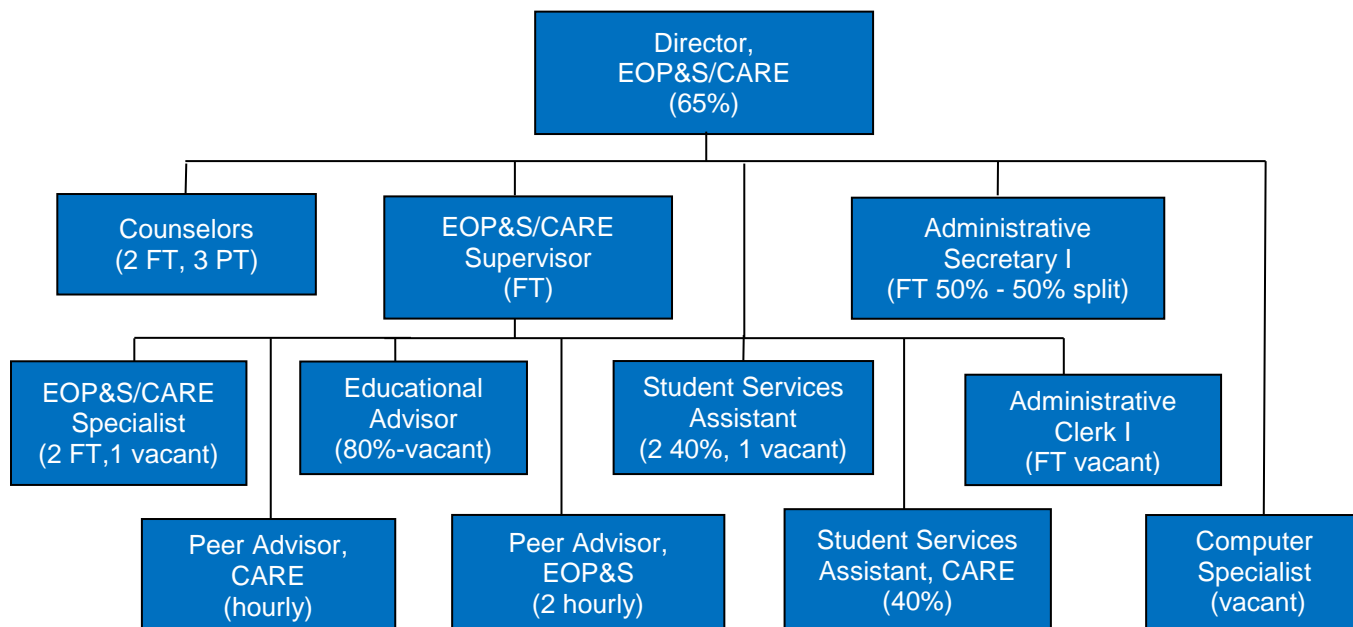 Director,
EOP&S/CARE
(65%)
Counselors
(2 FT, 3 PT)
EOP&S/CARE
Supervisor
(FT)
Administrative
Secretary I
(FT 50% - 50% split)
EOP&S/CARE
Specialist
(2 FT,1 vacant)
Educational
Advisor
(80%-vacant)
Student Services
Assistant
(2 40%, 1 vacant)
Administrative
Clerk I
(FT vacant)
Peer Advisor,
CARE
(hourly)
Peer Advisor,
EOP&S
(2 hourly)
Student Services
Assistant, CARE
(40%)
Computer
Specialist
(vacant)